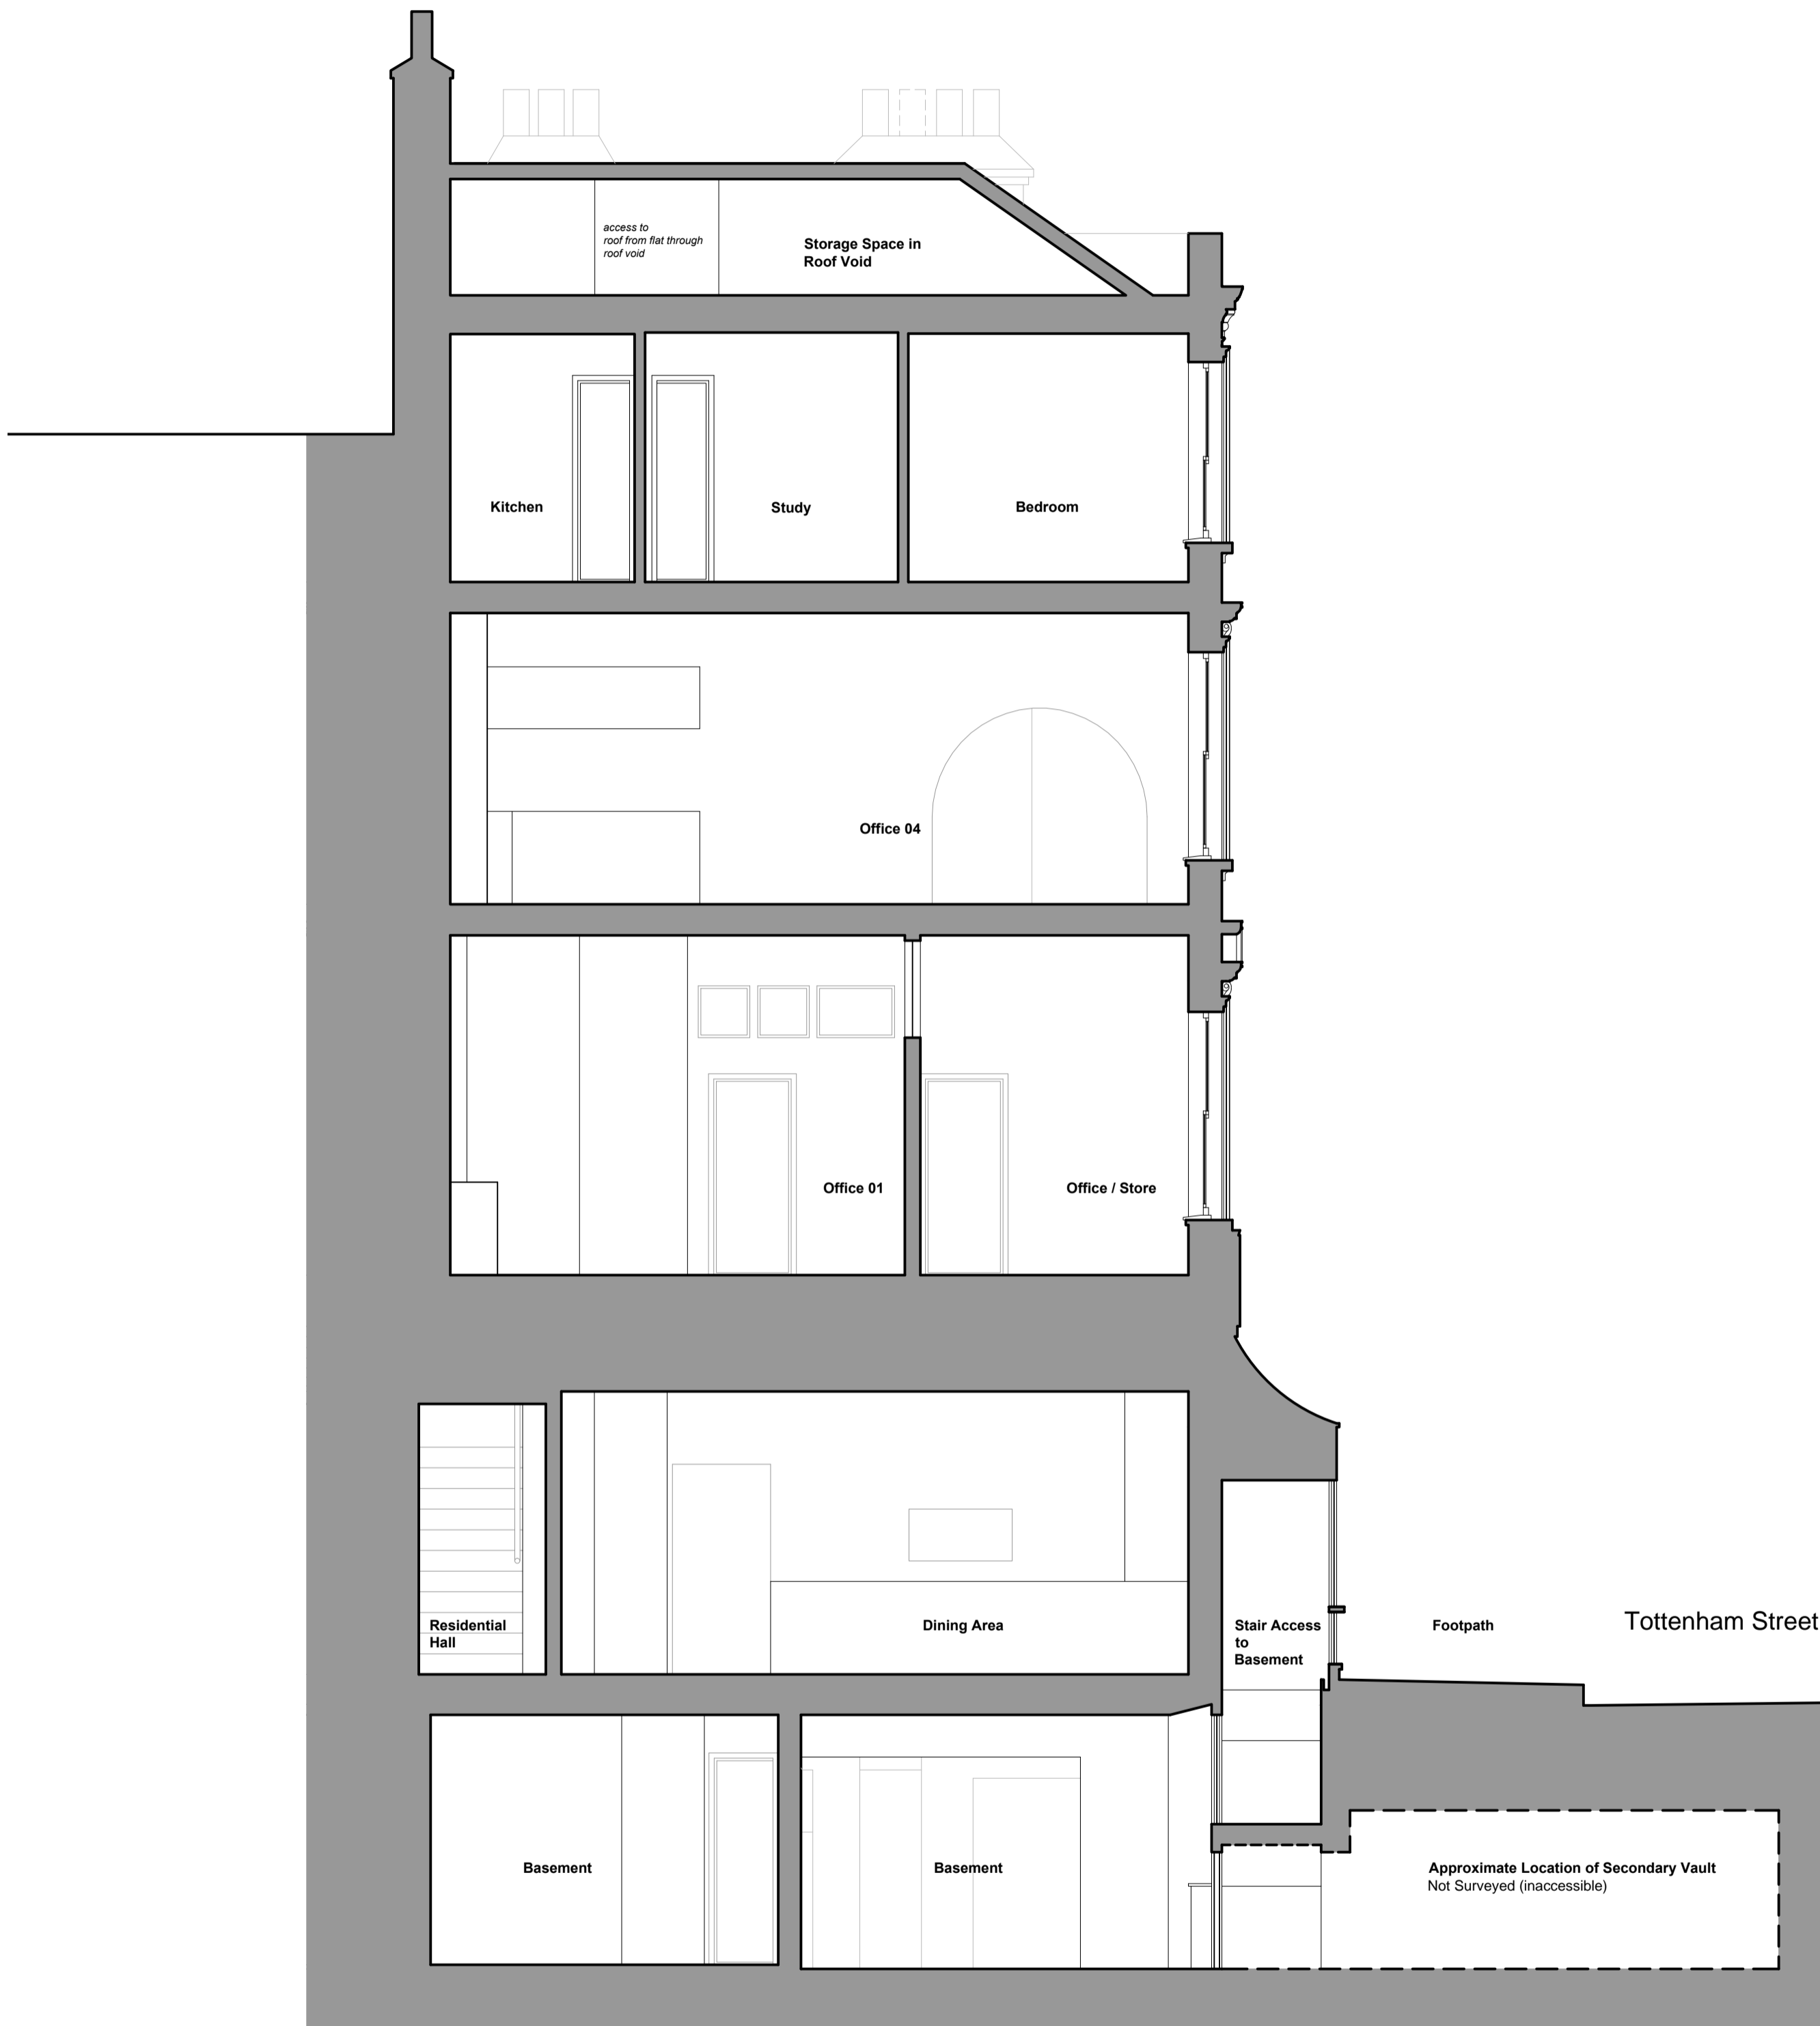 access to
roof from flat through
roof void
Storage Space in
Roof Void
Kitchen
Study
Bedroom
Office 04
Office 01
Office / Store
Residential
Hall
Dining Area
Stair Access
to
Basement
Footpath
Tottenham Street
Basement
Basement
Approximate Location of Secondary Vault
Not Surveyed (inaccessible)